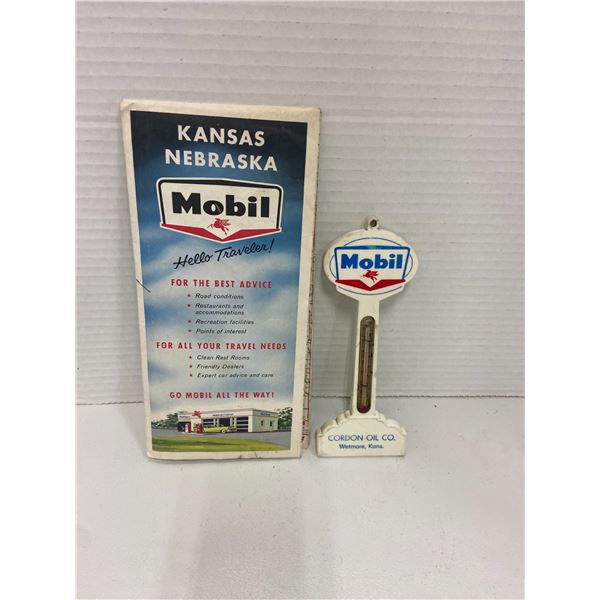 KANSAS
NEBRASKA
Mobil
Hello Traveler!
FOR THE BEST ADVICE
★ Road conditions
★ Restaurants and
accommodations
★ Recreation facilities
★ Points of interest
FOR ALL YOUR TRAVEL NEEDS
★ Clean Rest Rooms
★ Friendly Dealers
★ Expert car advice and care
GO MOBIL ALL THE WAY!
Mobil
CORDON OIL CO.
Wetmore, Kans.